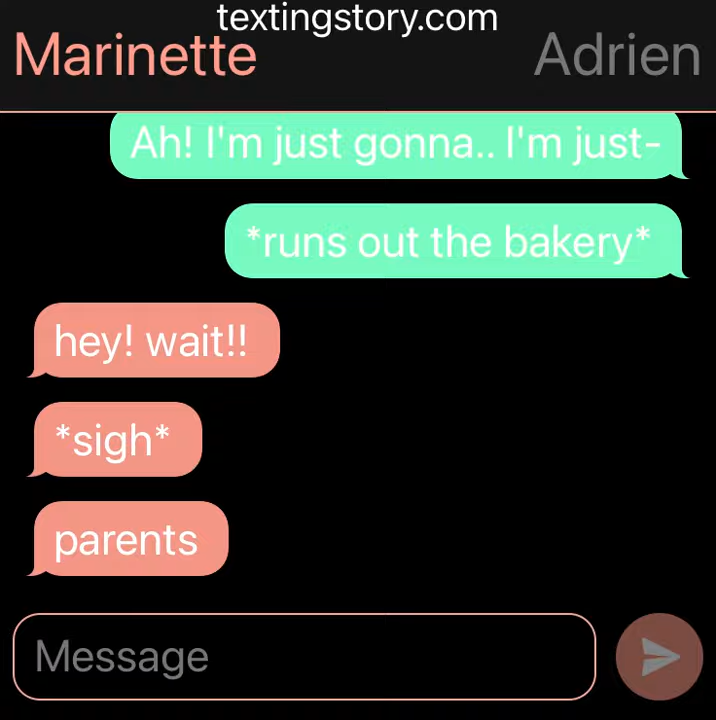 textingstory.com
Marinette
Adrien
Ah! I'm just gonna.. I'm just-
*runs out the bakery*
hey! wait!!
*sigh*
parents
Message